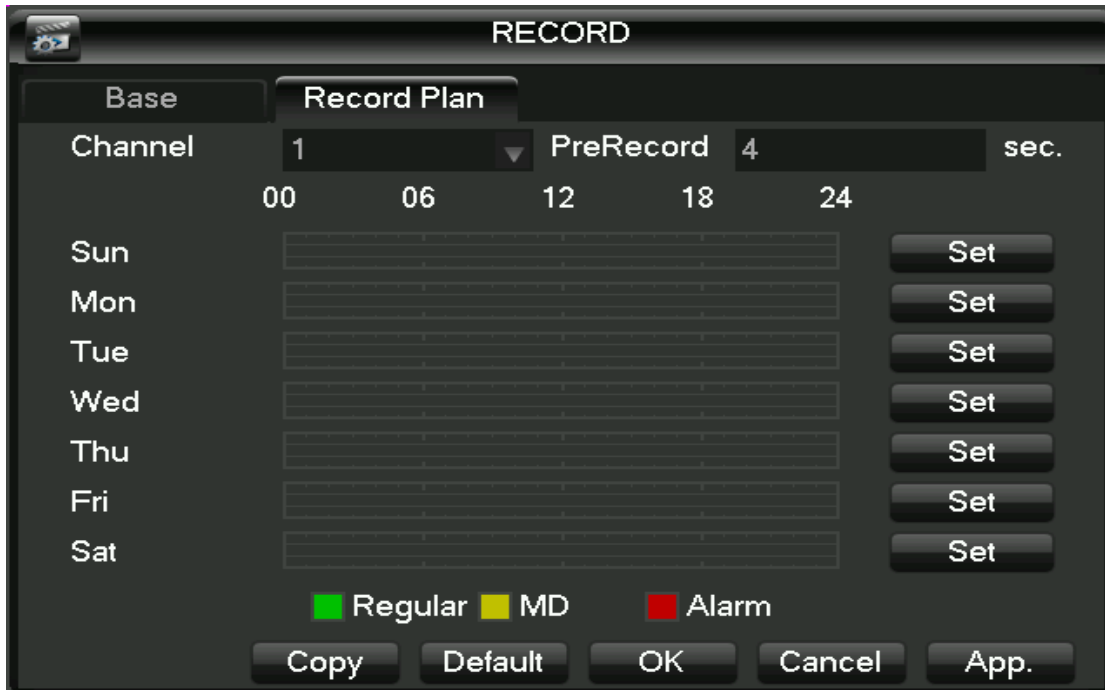 RECORD
Base Record Plan
Channel 1 PreRecord 4 sec.
00 06 12 18 24
Sun Set
Mon Set
Tue Set
Wed Set
Thu Set
Fri Set
Sat Set
Regular MD Alarm
Copy Default OK Cancel App.